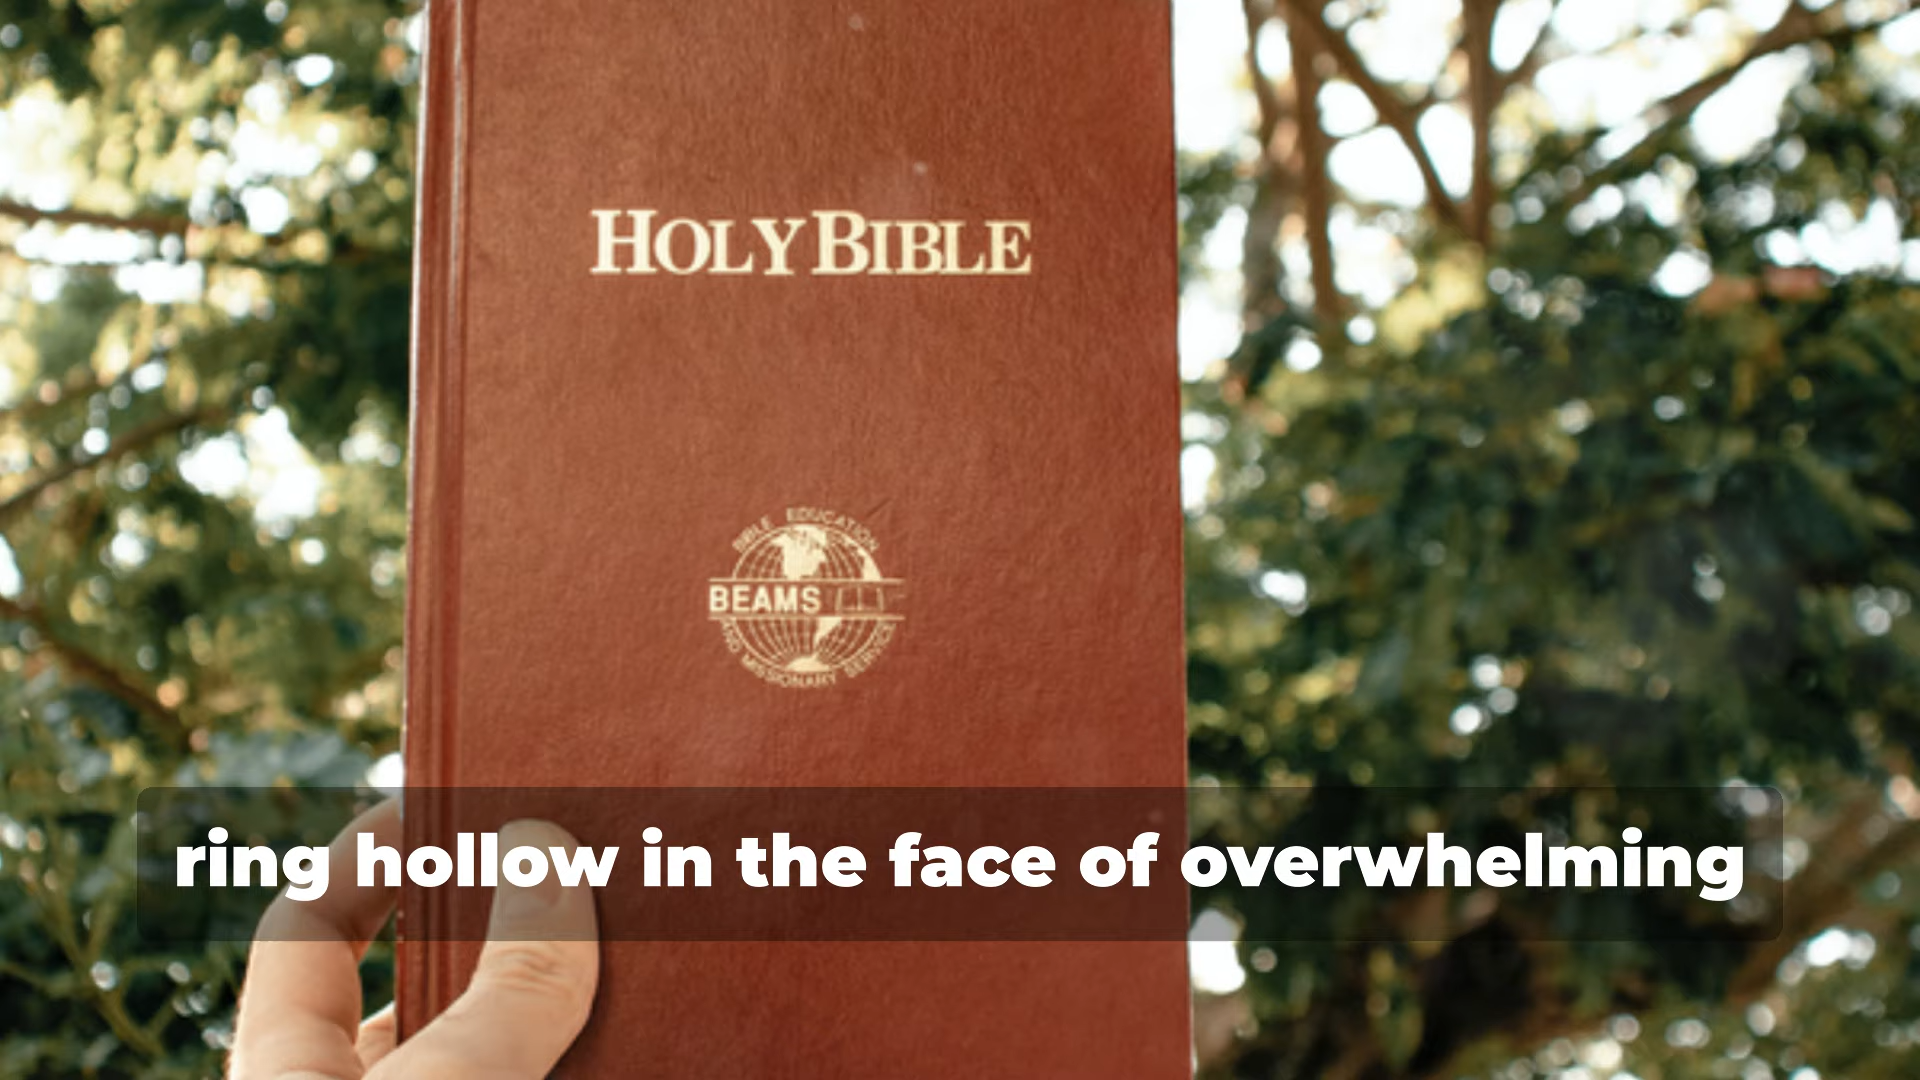 HOLY BIBLE
BIBLE EDUCATION
BEAMS
AND MISSIONARY SERVICE
ring hollow in the face of overwhelming